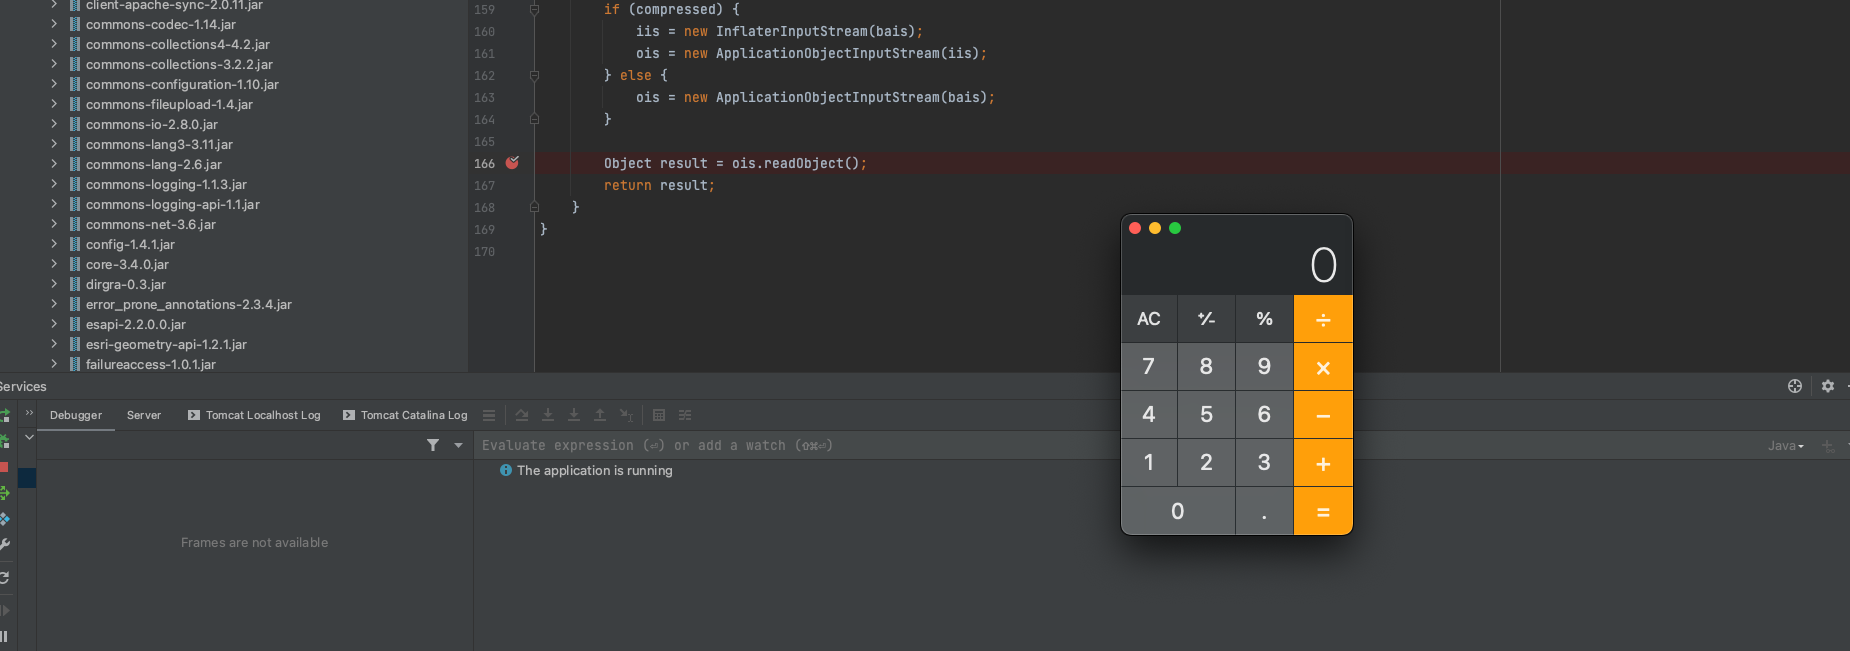 client-apache-sync-2.0.11.jar
commons-codec-1.14.jar
commons-collections4-4.2.jar
commons-collections-3.2.2.jar
commons-configuration-1.10.jar
commons-fileupload-1.4.jar
commons-io-2.8.0.jar
commons-lang3-3.11.jar
commons-lang-2.6.jar
commons-logging-1.1.3.jar
commons-logging-api-1.1.jar
commons-net-3.6.jar
config-1.4.1.jar
core-3.4.0.jar
dirgra-0.3.jar
error_prone_annotations-2.3.4.jar
esapi-2.2.0.0.jar
esri-geometry-api-1.2.1.jar
failureaccess-1.0.1.jar
159 if (compressed) {
160 iis = new InflaterInputStream(bais);
161 ois = new ApplicationObjectInputStream(iis);
162 } else {
163 ois = new ApplicationObjectInputStream(bais);
164 }
165
166 Object result = ois.readObject();
167 return result;
168 }
169 }
170
0
AC +/- % ÷
7 8 9 ×
4 5 6 −
1 2 3 +
0 . =
Services
Debugger Server Tomcat Localhost Log Tomcat Catalina Log
Evaluate expression (⏎) or add a watch (⇧⌘⏎) Java
The application is running
Frames are not available